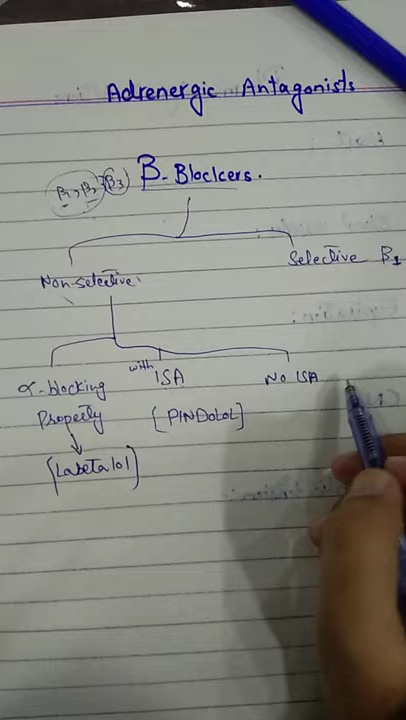 Adrenergic Antagonists
β1, β2, β3 β-Blockers.
Non-selective
Selective β1
α-blocking Property
with ISA
No ISA
[PINDOLOL]
[Labetalol]